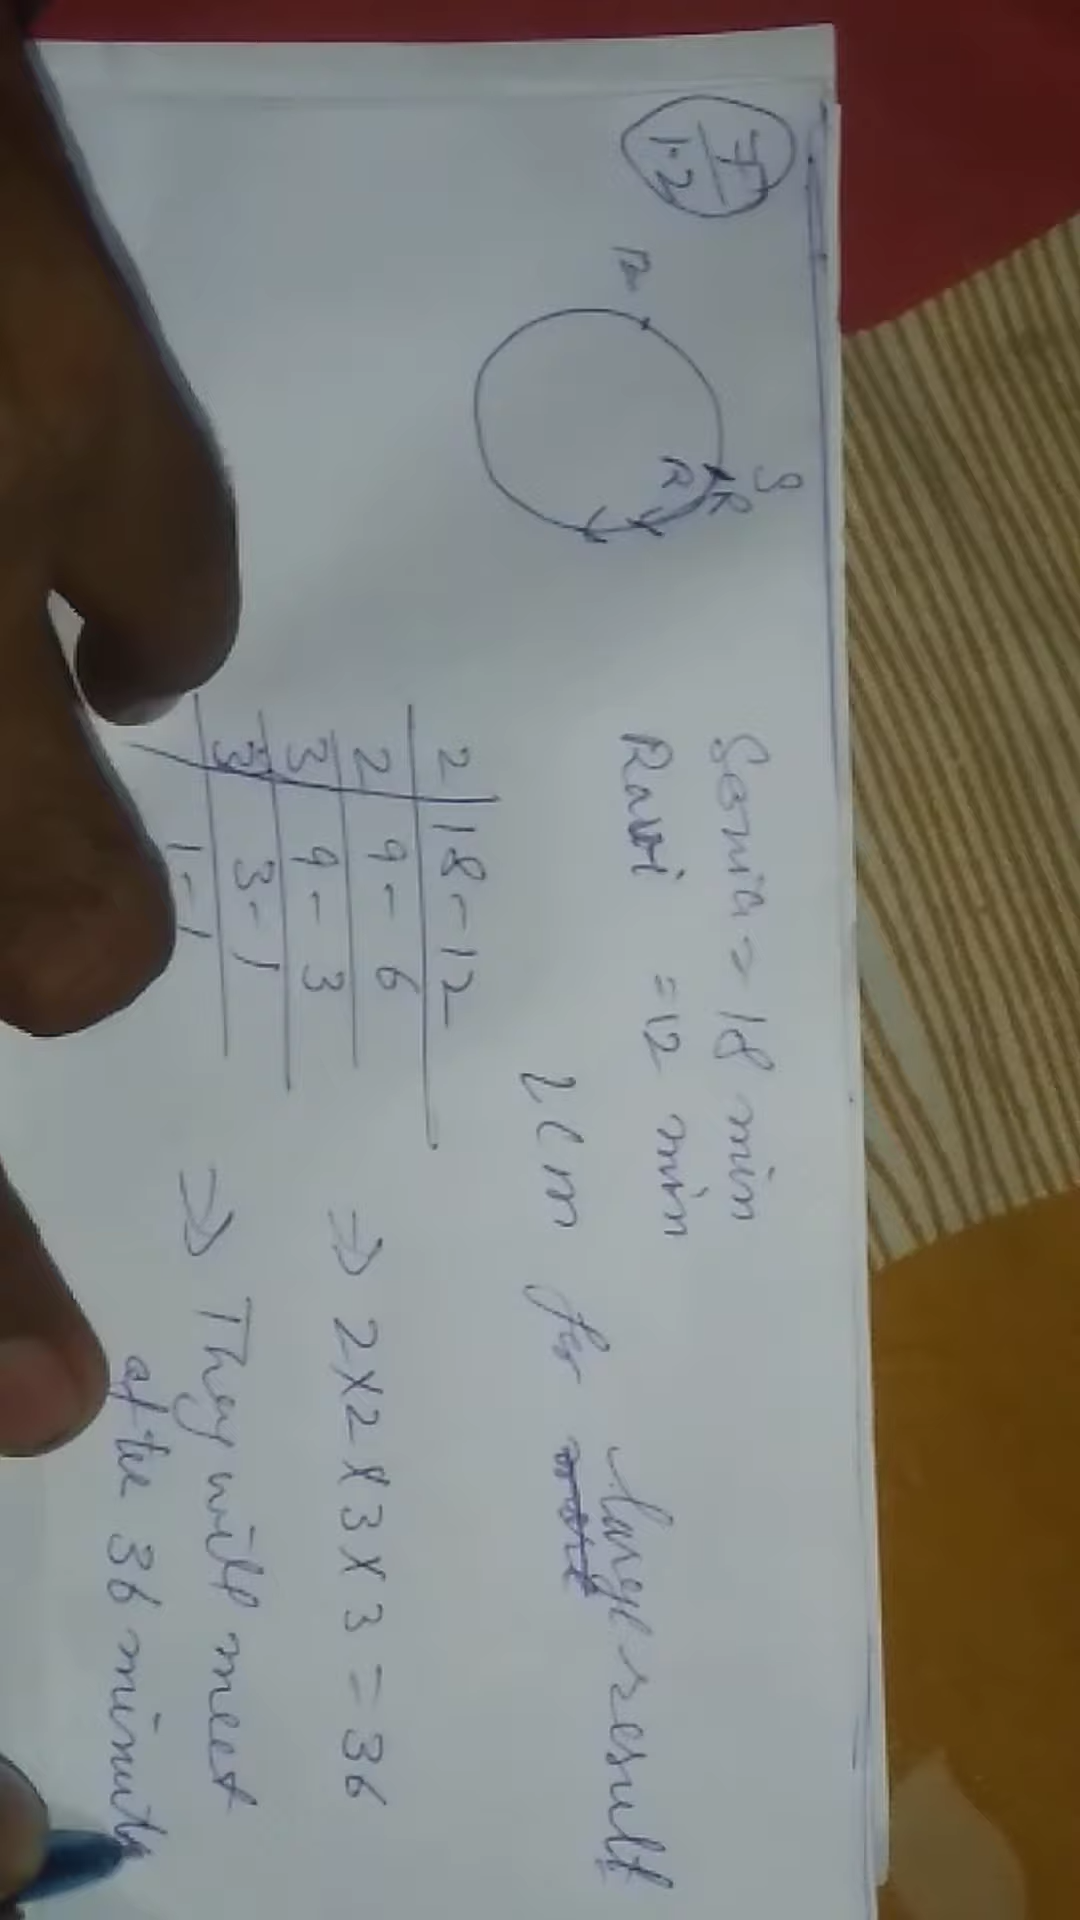 7
1.2
S
R
R
Sonia = 18 min
Ravi = 12 min
LCM for large result
2 | 18 - 12
2 | 9 - 6
3 | 9 - 3
3 | 3 - 1
1 - 1
⇒ 2 x 2 x 3 x 3 = 36
⇒ They will meet
after 36 minutes